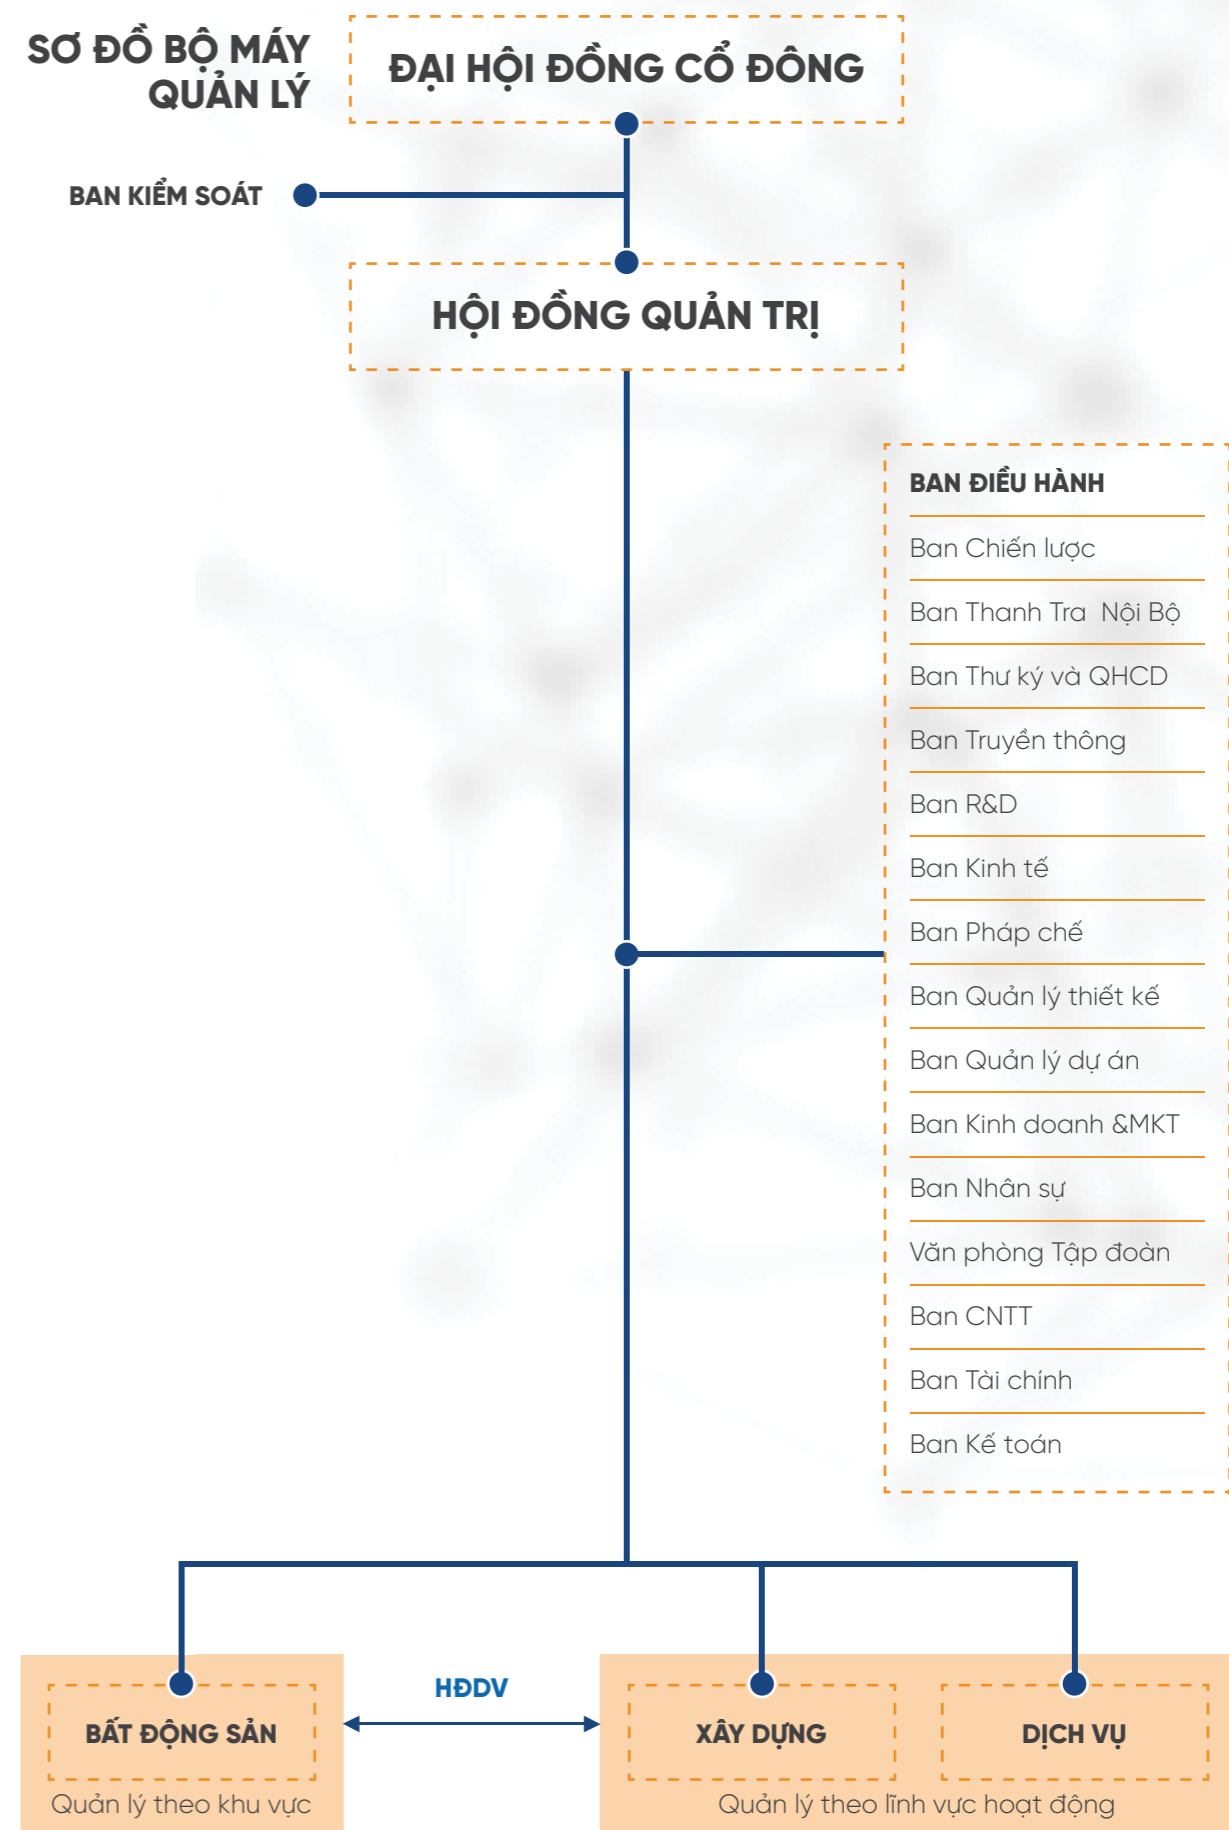 SƠ ĐỒ BỘ MÁY
QUẢN LÝ
ĐẠI HỘI ĐỒNG CỔ ĐÔNG
BAN KIỂM SOÁT
HỘI ĐỒNG QUẢN TRỊ
BAN ĐIỀU HÀNH
Ban Chiến lược
Ban Thanh Tra Nội Bộ
Ban Thư ký và QHCD
Ban Truyền thông
Ban R&D
Ban Kinh tế
Ban Pháp chế
Ban Quản lý thiết kế
Ban Quản lý dự án
Ban Kinh doanh &MKT
Ban Nhân sự
Văn phòng Tập đoàn
Ban CNTT
Ban Tài chính
Ban Kế toán
HĐDV
BẤT ĐỘNG SẢN
XÂY DỰNG
DỊCH VỤ
Quản lý theo khu vực
Quản lý theo lĩnh vực hoạt động